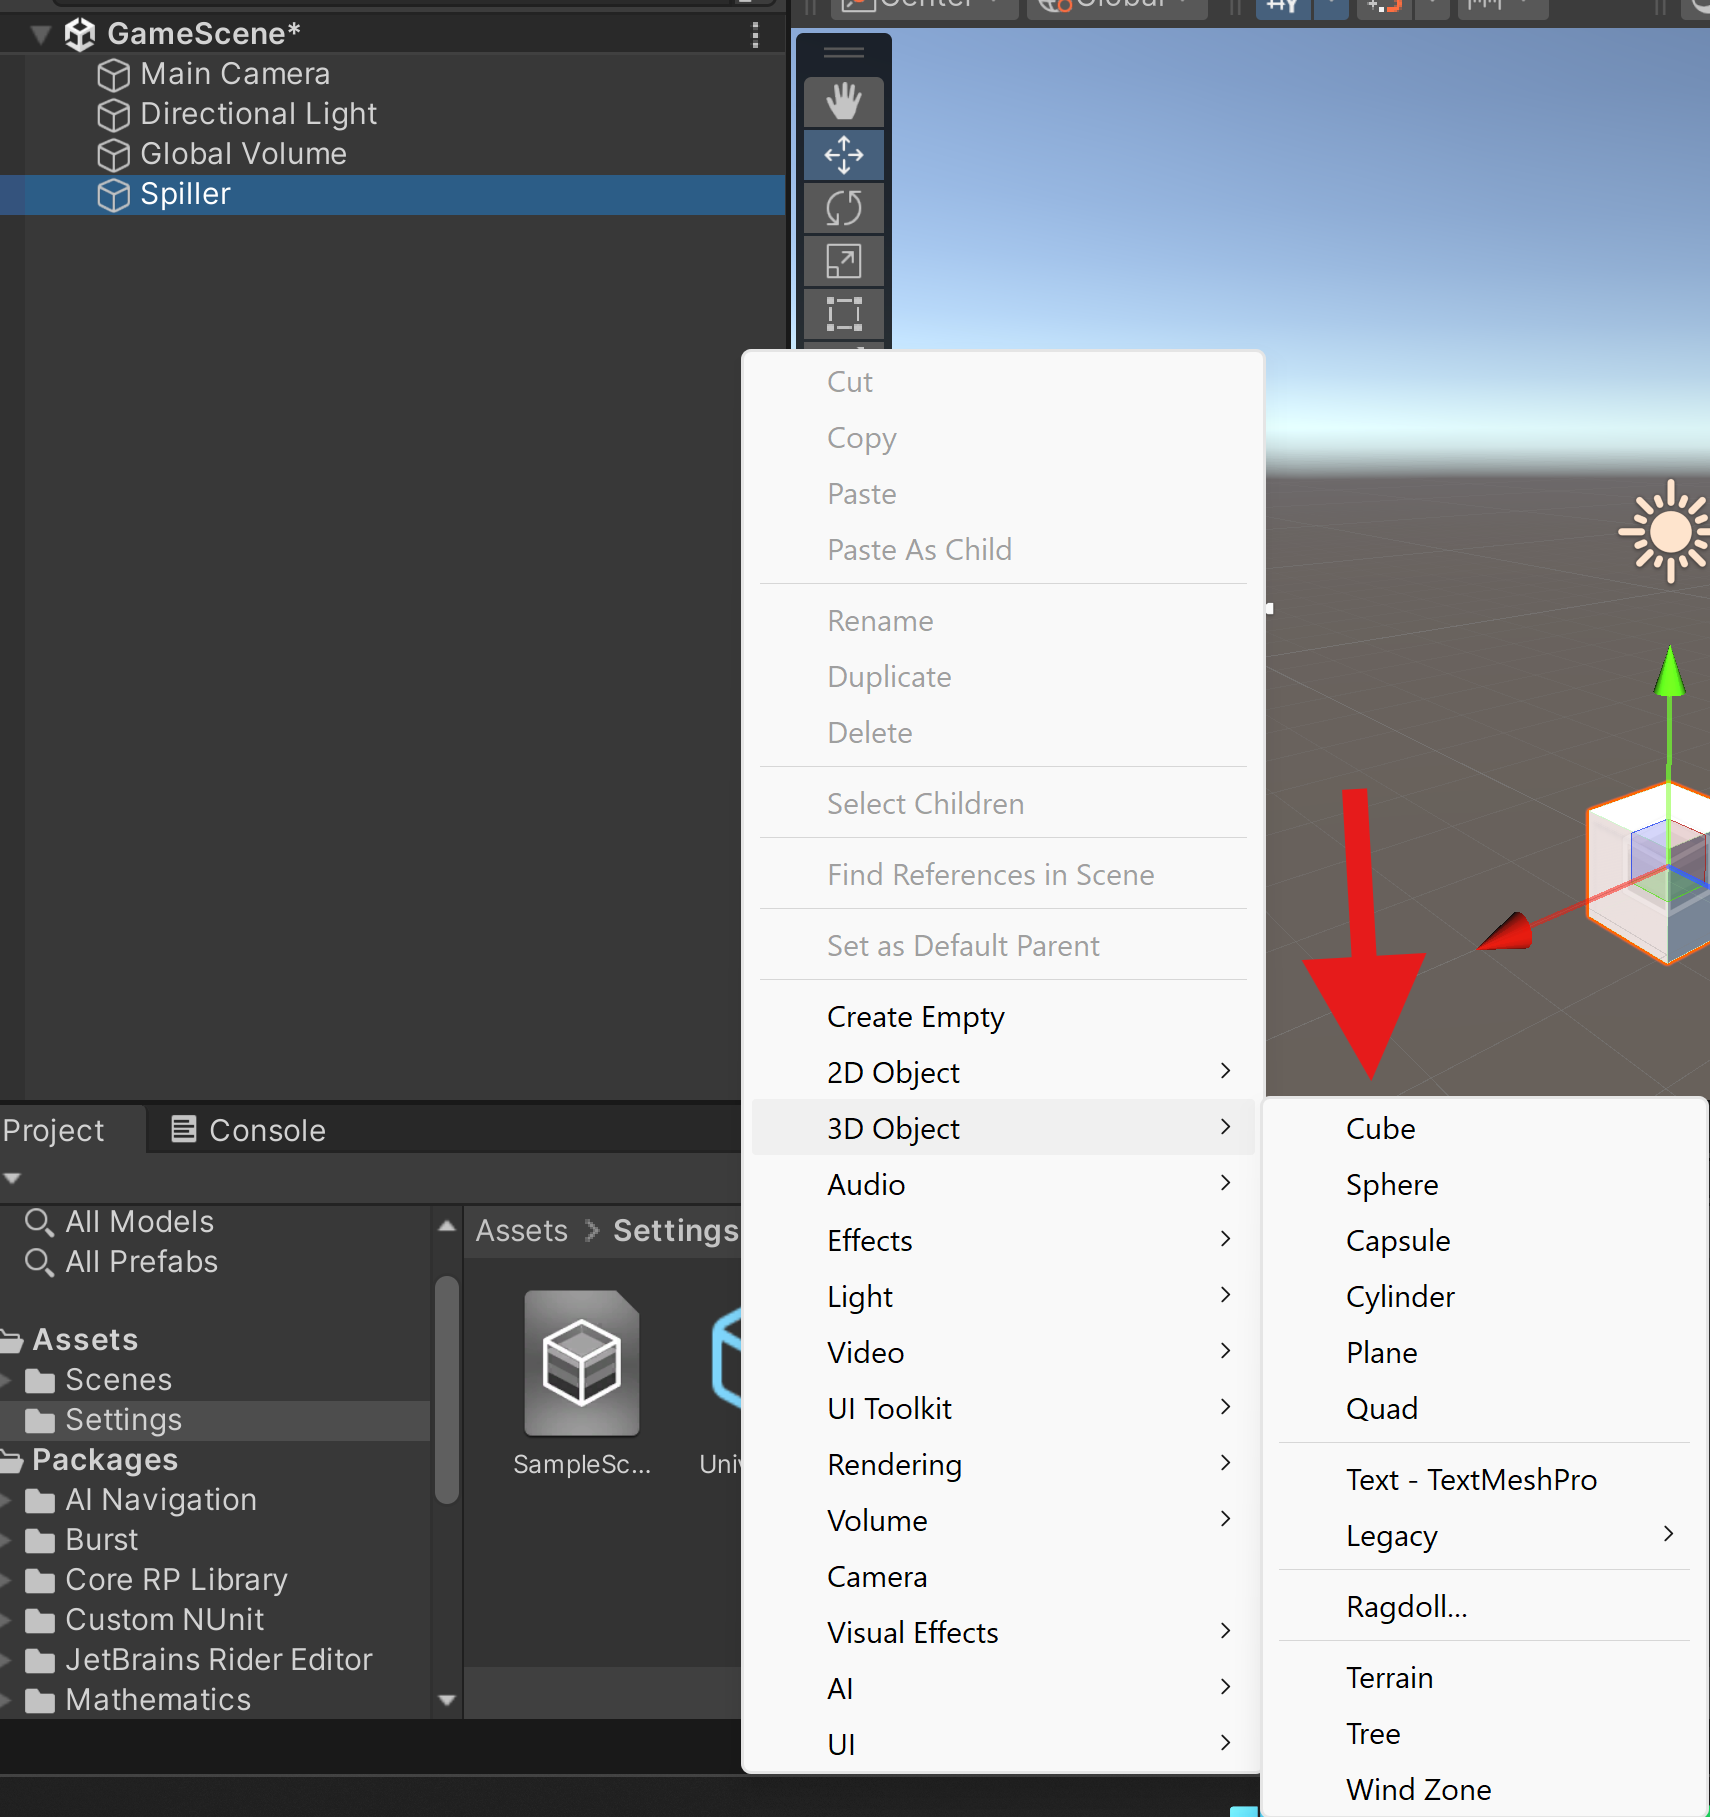 GameScene*
Main Camera
Directional Light
Global Volume
Spiller
Center
Global
Cut
Copy
Paste
Paste As Child
Rename
Duplicate
Delete
Select Children
Find References in Scene
Set as Default Parent
Create Empty
2D Object
3D Object
Audio
Effects
Light
Video
UI Toolkit
Rendering
Volume
Camera
Visual Effects
AI
UI
Cube
Sphere
Capsule
Cylinder
Plane
Quad
Text - TextMeshPro
Legacy
Ragdoll...
Terrain
Tree
Wind Zone
Project
Console
All Models
All Prefabs
Assets
Scenes
Settings
Packages
AI Navigation
Burst
Core RP Library
Custom NUnit
JetBrains Rider Editor
Mathematics
Assets > Settings
SampleSc...
Univ